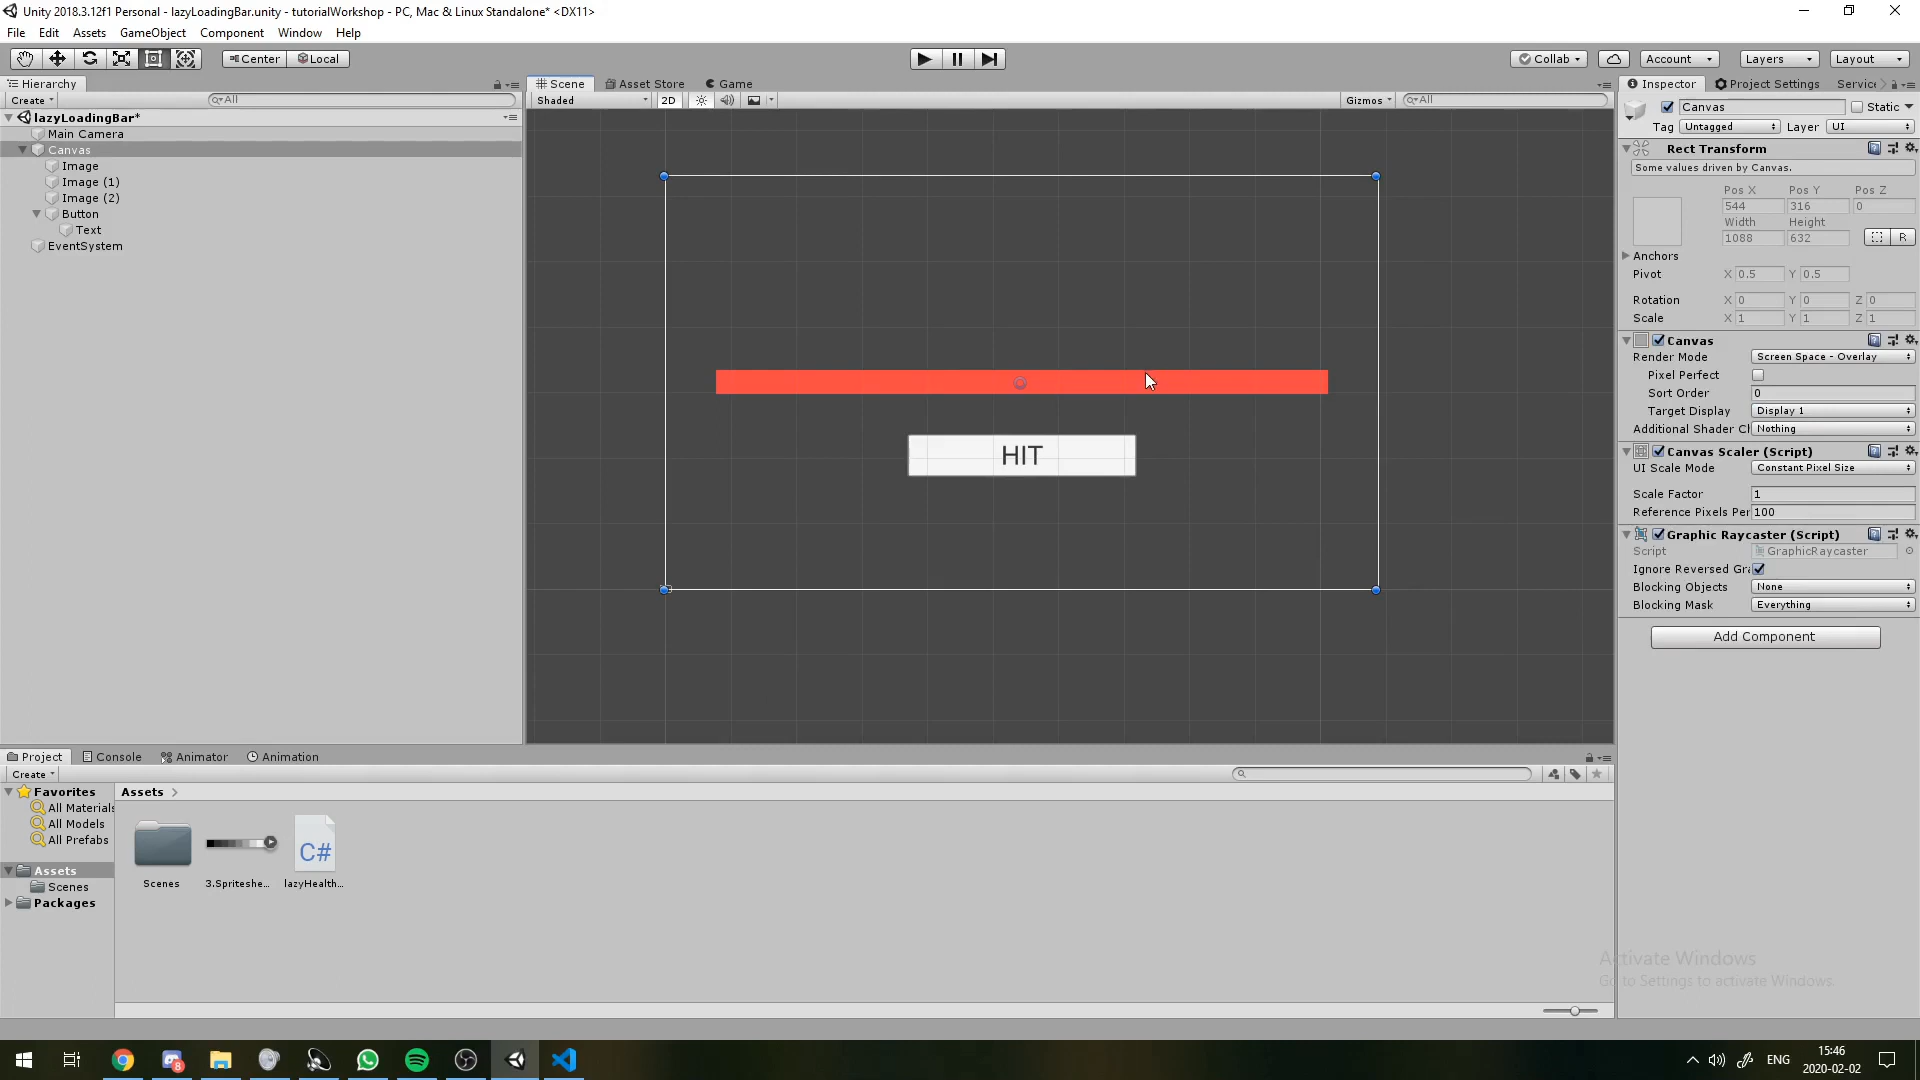 Unity 2018.3.12f1 Personal - lazyLoadingBar.unity - tutorialWorkshop - PC, Mac & Linux Standalone* <DX11>
File Edit Assets GameObject Component Window Help
Center Local Collab Account Layers Layout
Hierarchy
Create All
lazyLoadingBar*
Main Camera
Canvas
Image
Image (1)
Image (2)
Button
Text
EventSystem
Scene Asset Store Game
Shaded 2D Gizmos All
HIT
Inspector Project Settings Service
Canvas Static
Tag Untagged Layer UI
Rect Transform
Some values driven by Canvas.
Pos X Pos Y Pos Z
544 316 0
Width Height
1088 632 R
Anchors
Pivot X 0.5 Y 0.5
Rotation X 0 Y 0 Z 0
Scale X 1 Y 1 Z 1
Canvas
Render Mode Screen Space - Overlay
Pixel Perfect
Sort Order 0
Target Display Display 1
Additional Shader Cl Nothing
Canvas Scaler (Script)
UI Scale Mode Constant Pixel Size
Scale Factor 1
Reference Pixels Per 100
Graphic Raycaster (Script)
Script GraphicRaycaster
Ignore Reversed Gra
Blocking Objects None
Blocking Mask Everything
Add Component
Project Console Animator Animation
Create
Favorites
All Materials
All Models
All Prefabs
Assets
Scenes
Packages
Assets
C#
Scenes 3.Spriteshe... lazyHealth...
Activate Windows
Go to Settings to activate Windows.
8
ENG
15:46
2020-02-02